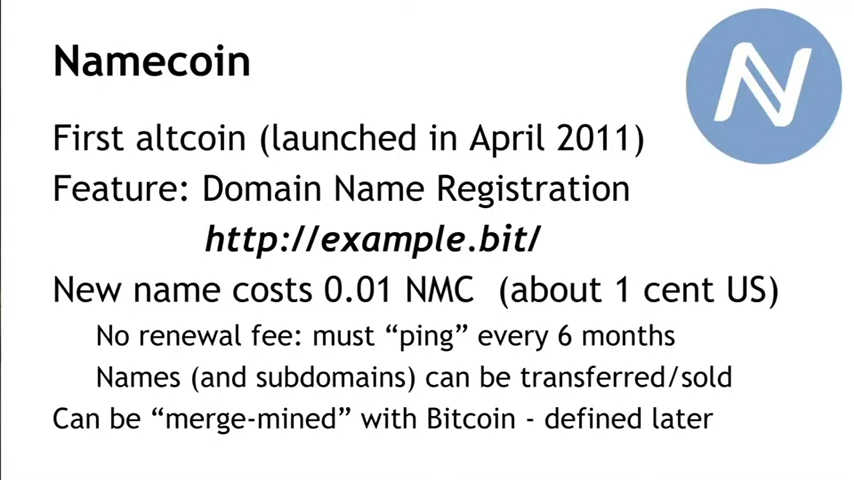 Namecoin
First altcoin (launched in April 2011)
Feature: Domain Name Registration
http://example.bit/
New name costs 0.01 NMC (about 1 cent US)
No renewal fee: must “ping” every 6 months
Names (and subdomains) can be transferred/sold
Can be “merge-mined” with Bitcoin - defined later